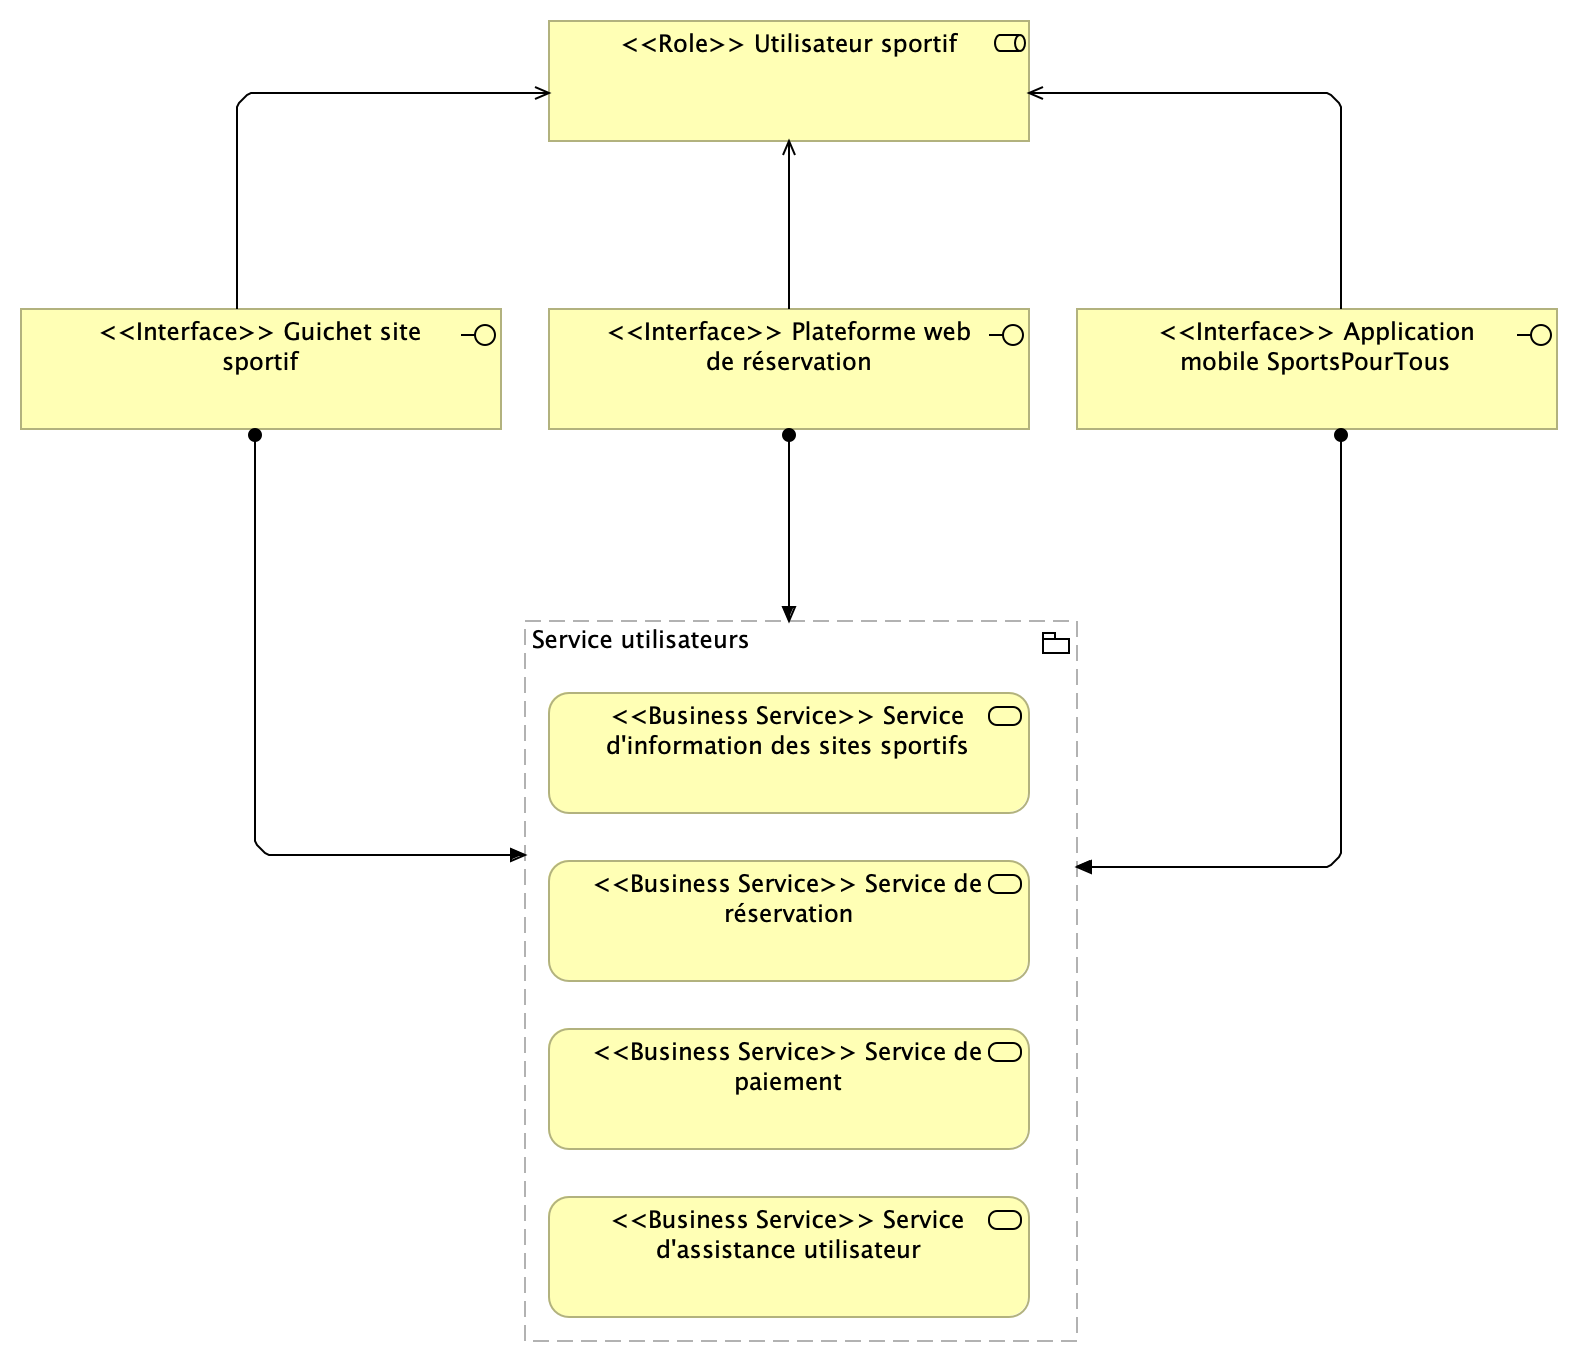 <<Role>> Utilisateur sportif
<<Interface>> Guichet site
sportif
<<Interface>> Plateforme web
de réservation
<<Interface>> Application
mobile SportsPourTous
Service utilisateurs
<<Business Service>> Service
d'information des sites sportifs
<<Business Service>> Service de
réservation
<<Business Service>> Service de
paiement
<<Business Service>> Service
d'assistance utilisateur